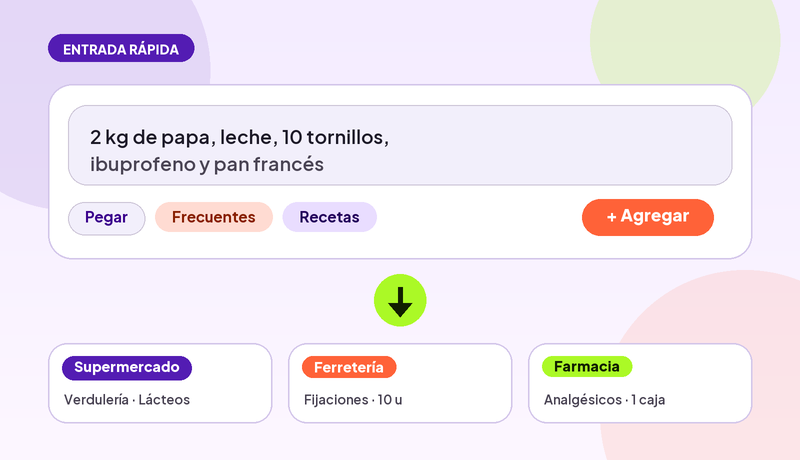 ENTRADA RÁPIDA
2 kg de papa, leche, 10 tornillos,
ibuprofeno y pan francés
Pegar
Frecuentes
Recetas
+ Agregar
Supermercado
Verdulería · Lácteos
Ferretería
Fijaciones · 10 u
Farmacia
Analgésicos · 1 caja